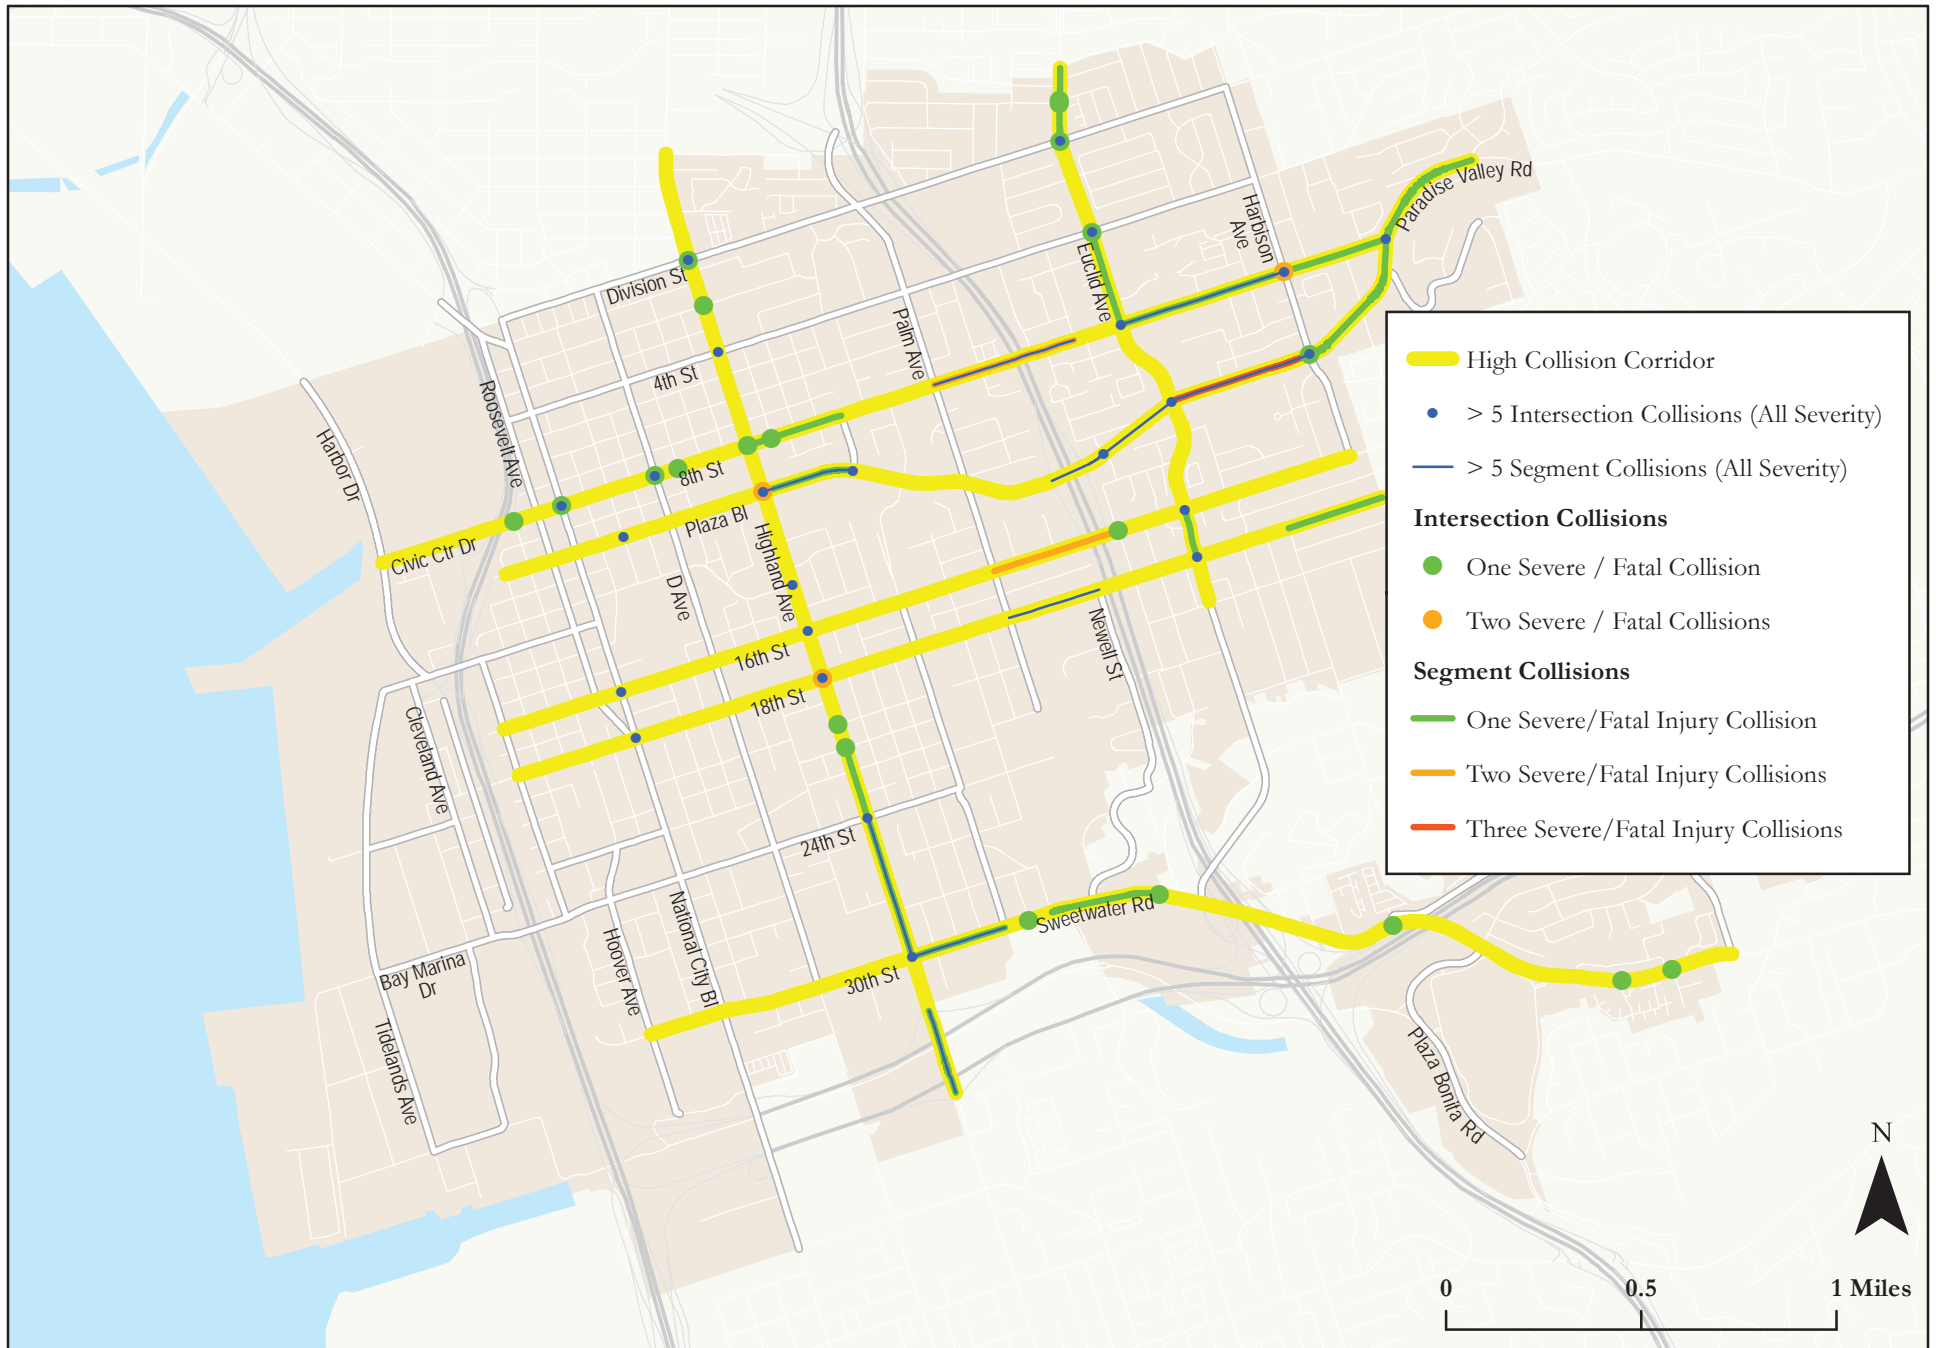 Paradise Valley Rd
Harbison
Ave
Euclid Ave
Division St
Palm Ave
4th St
Roosevelt Ave
Harbor Dr
8th St
Plaza Bl
Civic Ctr Dr
Highland Ave
D Ave
16th St
Newell St
18th St
Cleveland Ave
24th St
National City Bl
Sweetwater Rd
Hoover Ave
Bay Marina
Dr
30th St
Tidelands Ave
Plaza Bonita Rd
High Collision Corridor
> 5 Intersection Collisions (All Severity)
> 5 Segment Collisions (All Severity)
Intersection Collisions
One Severe / Fatal Collision
Two Severe / Fatal Collisions
Segment Collisions
One Severe/Fatal Injury Collision
Two Severe/Fatal Injury Collisions
Three Severe/Fatal Injury Collisions
N
0 0.5 1 Miles